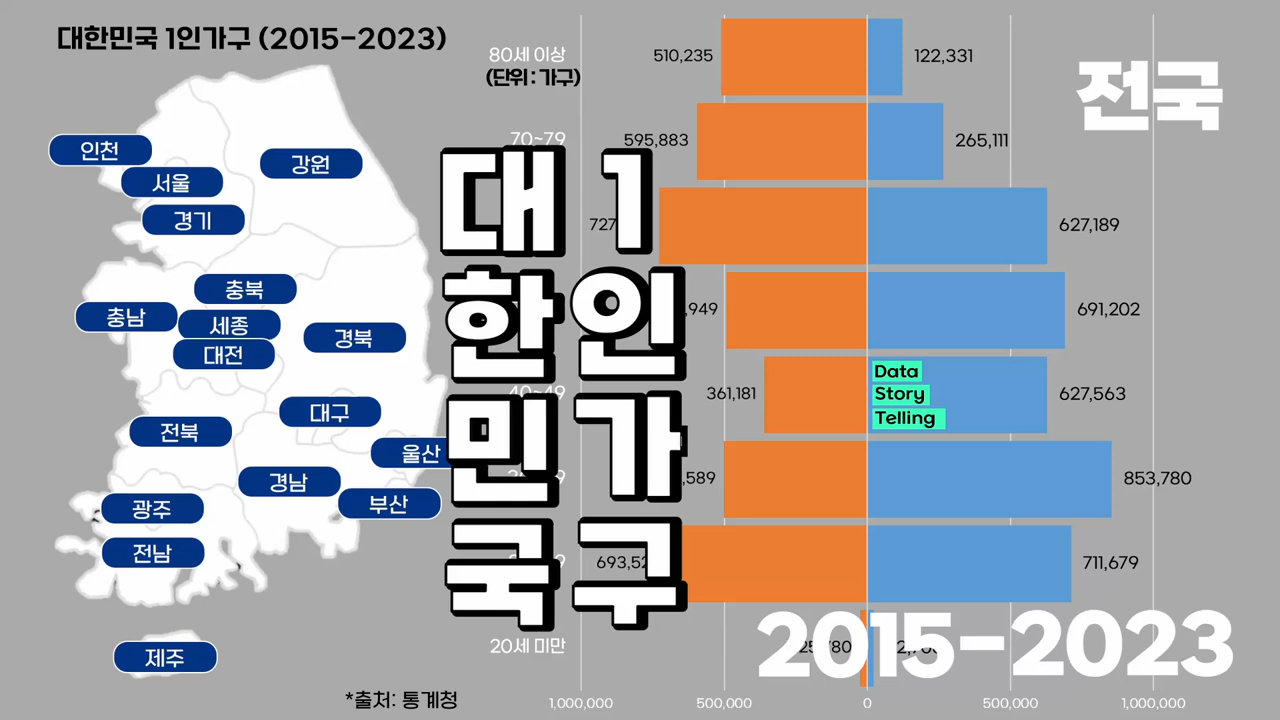 대한민국 1인가구 (2015-2023)
80세 이상
(단위 : 가구)
510,235
122,331
전국
70~79
595,883
265,111
인천
강원
서울
경기
627,189
충북
충남
세종
경북
대전
691,202
대한민국
1인가구
40~49
361,181
Data
Story
Telling
627,563
대구
전북
울산
경남
부산
광주
전남
853,780
711,679
20세 미만
2015-2023
제주
*출처: 통계청
1,000,000
500,000
0
500,000
1,000,000